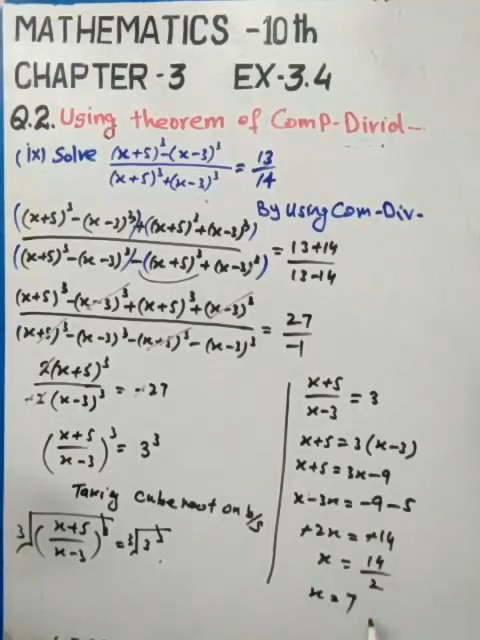 MATHEMATICS -10th
CHAPTER-3 EX-3.4
Q.2. Using theorem of Comp-Divid-
(ix) Solve ((x+5)³-(x-3)³)/((x+5)³+(x-3)³) = 13/14
By Using Com-Div-
(((x+5)³-(x-3)³)+((x+5)³+(x-3)³))/(((x+5)³-(x-3)³)-((x+5)³+(x-3)³)) = (13+14)/(13-14)
((x+5)³-(x-3)³+(x+5)³+(x-3)³)/((x+5)³-(x-3)³-(x+5)³-(x-3)³) = 27/-1
2(x+5)³/-2(x-3)³ = -27
((x+5)/(x-3))³ = 3³
Taking cube root on b/s
³√((x+5)/(x-3))³ = ³√3³
(x+5)/(x-3) = 3
x+5=3(x-3)
x+5=3x-9
x-3x=-9-5
+2x=+14
x = 14/2
x=7